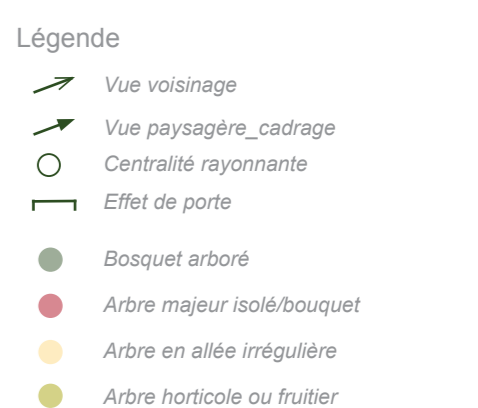 Légende
Vue voisinage
Vue paysagère_cadrage
Centralité rayonnante
Effet de porte
Bosquet arboré
Arbre majeur isolé/bouquet
Arbre en allée irrégulière
Arbre horticole ou fruitier